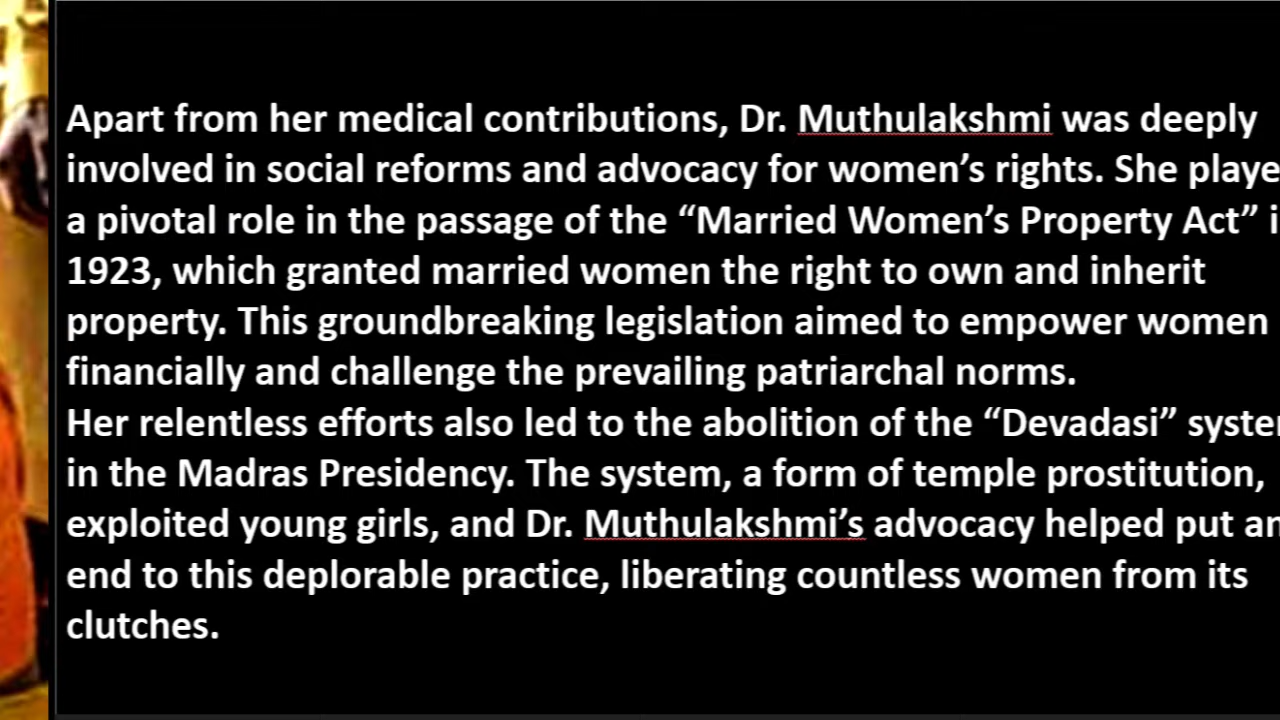 Apart from her medical contributions, Dr. Muthulakshmi was deeply
involved in social reforms and advocacy for women’s rights. She playe
a pivotal role in the passage of the “Married Women’s Property Act” i
1923, which granted married women the right to own and inherit
property. This groundbreaking legislation aimed to empower women
financially and challenge the prevailing patriarchal norms.
Her relentless efforts also led to the abolition of the “Devadasi” syste
in the Madras Presidency. The system, a form of temple prostitution,
exploited young girls, and Dr. Muthulakshmi’s advocacy helped put an
end to this deplorable practice, liberating countless women from its
clutches.